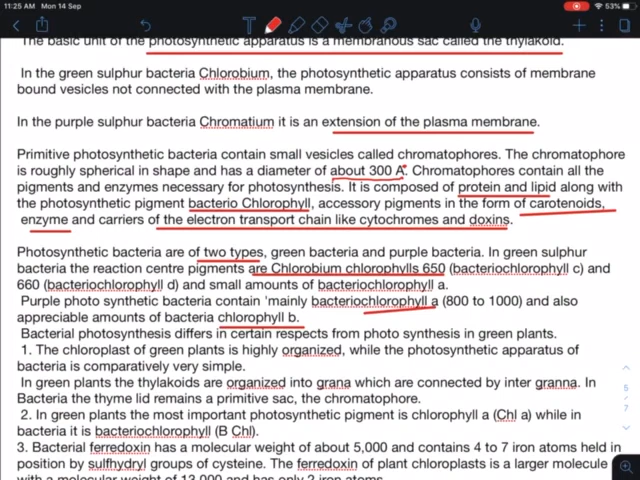 11:25 AM Mon 14 Sep
53%
The basic unit of the photosynthetic apparatus is a membranous sac called the thylakoid.
In the green sulphur bacteria Chlorobium, the photosynthetic apparatus consists of membrane
bound vesicles not connected with the plasma membrane.
In the purple sulphur bacteria Chromatium it is an extension of the plasma membrane.
Primitive photosynthetic bacteria contain small vesicles called chromatophores. The chromatophore
is roughly spherical in shape and has a diameter of about 300 A˚. Chromatophores contain all the
pigments and enzymes necessary for photosynthesis. It is composed of protein and lipid along with
the photosynthetic pigment bacterio Chlorophyll, accessory pigments in the form of carotenoids,
enzyme and carriers of the electron transport chain like cytochromes and doxins.
Photosynthetic bacteria are of two types, green bacteria and purple bacteria. In green sulphur
bacteria the reaction centre pigments are Chlorobium chlorophylls 650 (bacteriochlorophyll c) and
660 (bacteriochlorophyll d) and small amounts of bacteriochlorophyll a.
Purple photo synthetic bacteria contain 'mainly bacteriochlorophyll a (800 to 1000) and also
appreciable amounts of bacteria chlorophyll b.
Bacterial photosynthesis differs in certain respects from photo synthesis in green plants.
1. The chloroplast of green plants is highly organized, while the photosynthetic apparatus of
bacteria is comparatively very simple.
In green plants the thylakoids are organized into grana which are connected by inter granna. In
Bacteria the thyme lid remains a primitive sac, the chromatophore.
2. In green plants the most important photosynthetic pigment is chlorophyll a (Chl a) while in
bacteria it is bacteriochlorophyll (B Chl).
3. Bacterial ferredoxin has a molecular weight of about 5,000 and contains 4 to 7 iron atoms held in
position by sulfhydryl groups of cysteine. The ferredoxin of plant chloroplasts is a larger molecule
with a molecular weight of 13,000 and has only 2 iron atoms
5
7